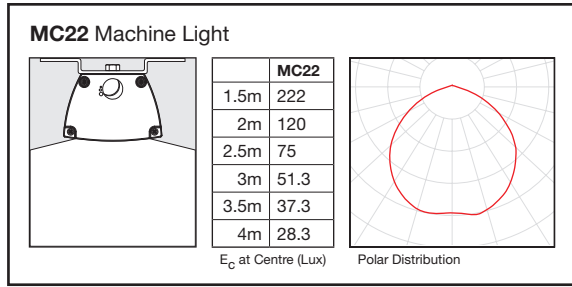 MC22 Machine Light
MC22
1.5m 222
2m 120
2.5m 75
3m 51.3
3.5m 37.3
4m 28.3
EC at Centre (Lux)
Polar Distribution